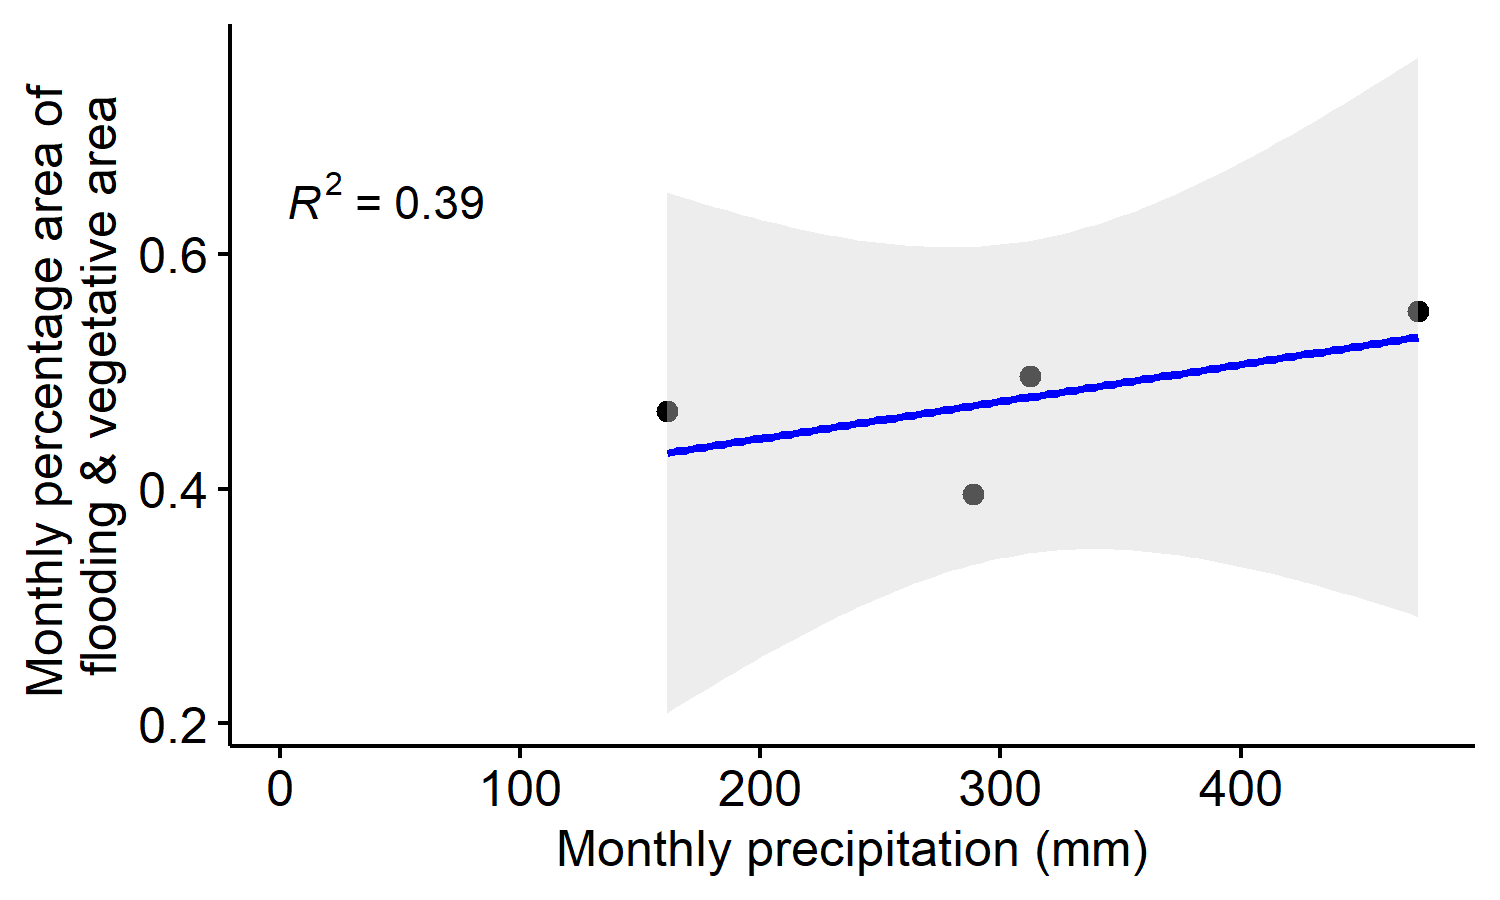 Monthly percentage area of
flooding & vegetative area
R² = 0.39
0.6
0.4
0.2
0 100 200 300 400
Monthly precipitation (mm)